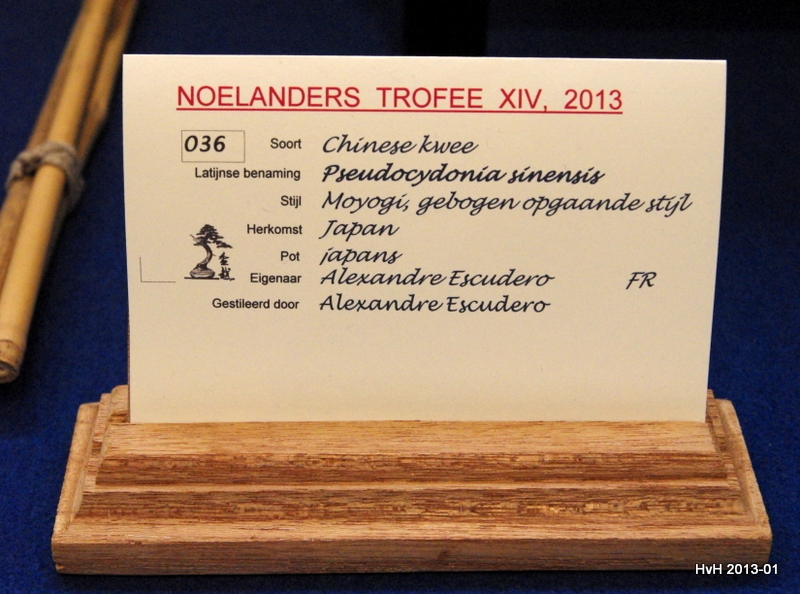 NOELANDERS TROFEE XIV, 2013
036 Soort Chinese kwee
Latijnse benaming Pseudocydonia sinensis
Stijl Moyogi, gebogen opgaande stijl
Herkomst Japan
Pot japans
Eigenaar Alexandre Escudero FR
Gestileerd door Alexandre Escudero
HvH 2013-01